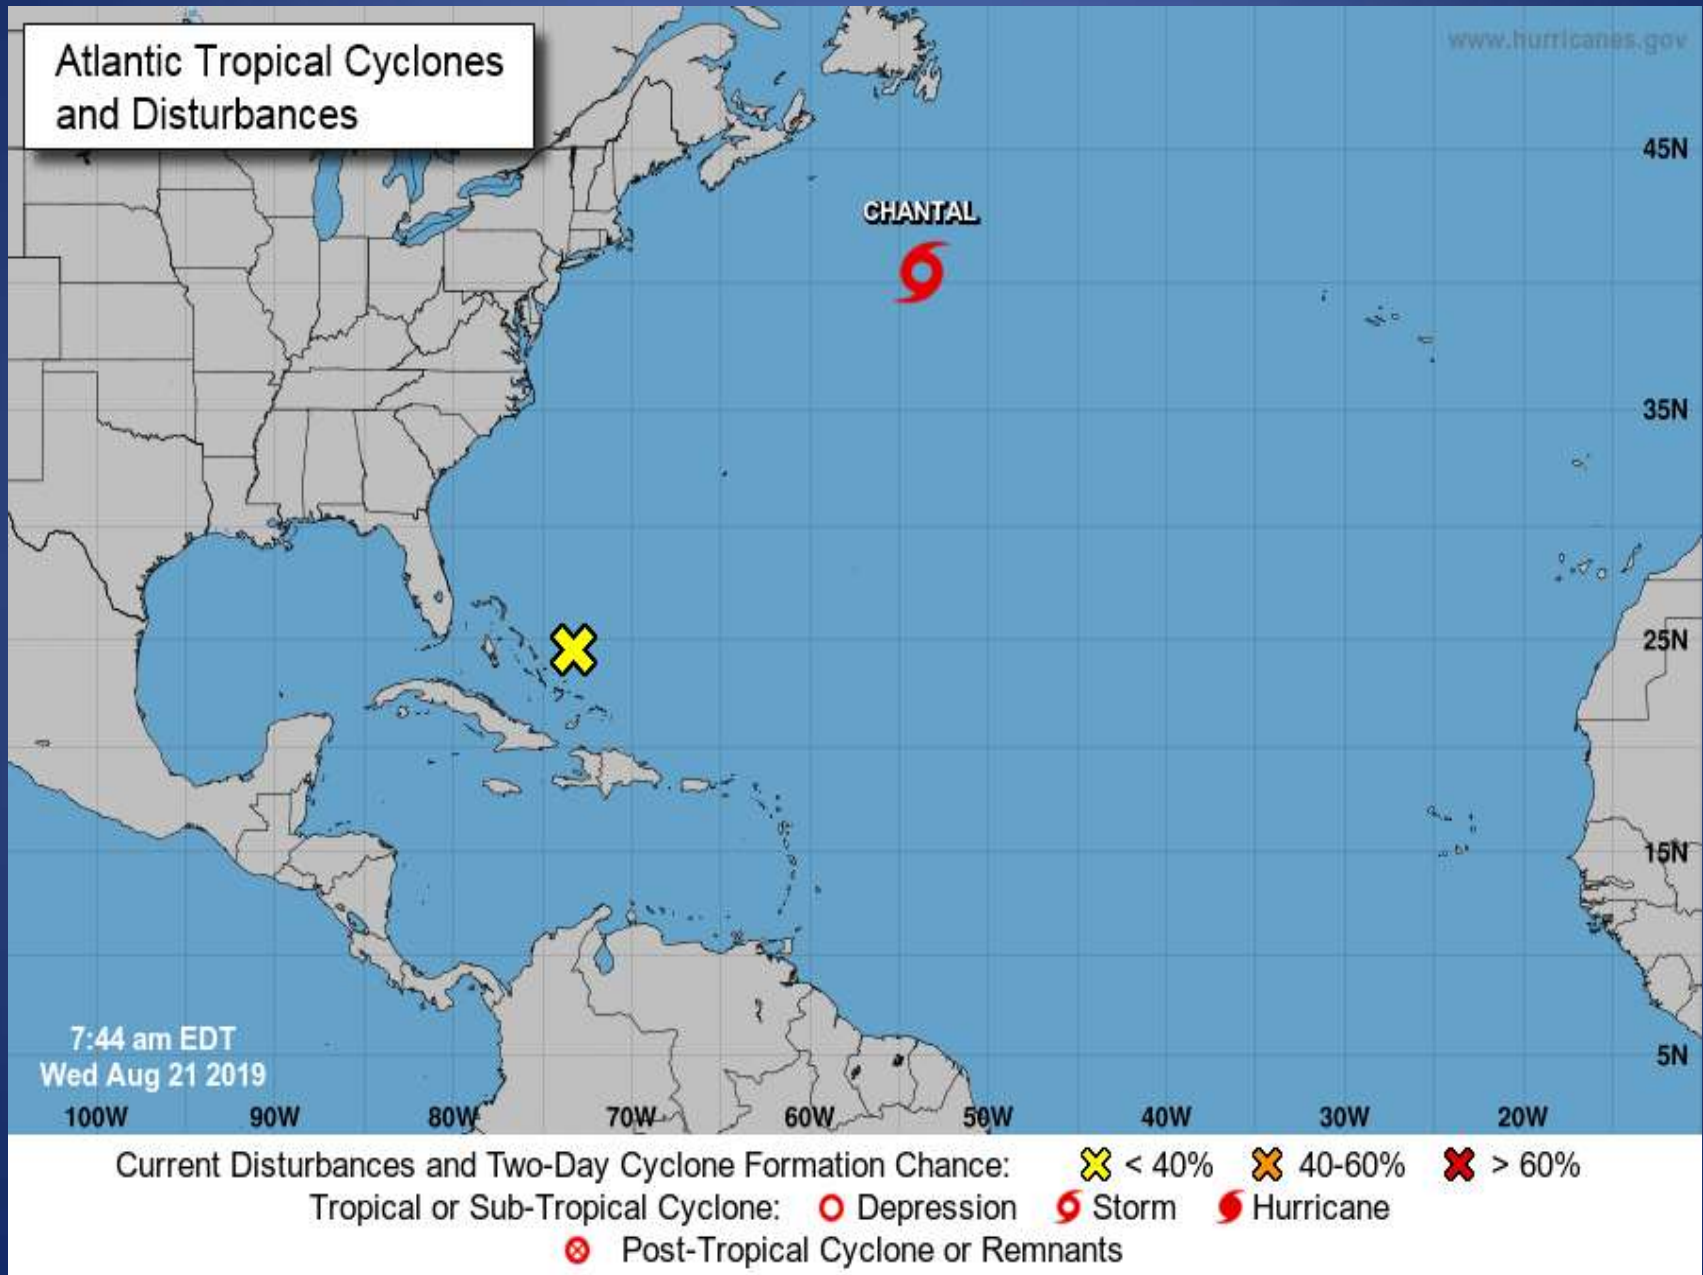 Atlantic Tropical Cyclones
and Disturbances
www.hurricanes.gov
45N
CHANTAL
35N
25N
15N
5N
7:44 am EDT
Wed Aug 21 2019
100W 90W 80W 70W 60W 50W 40W 30W 20W
Current Disturbances and Two-Day Cyclone Formation Chance: < 40% 40-60% > 60%
Tropical or Sub-Tropical Cyclone: Depression Storm Hurricane
Post-Tropical Cyclone or Remnants